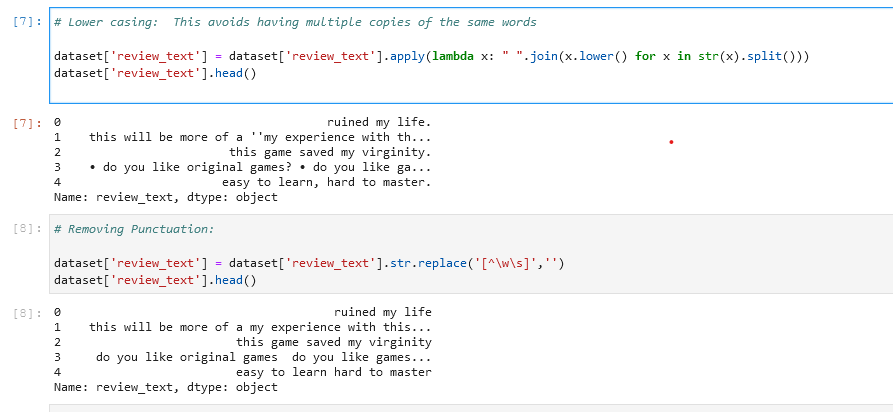 [7]: # Lower casing:  This avoids having multiple copies of the same words
dataset['review_text'] = dataset['review_text'].apply(lambda x: " ".join(x.lower() for x in str(x).split()))
dataset['review_text'].head()
[7]: 0 ruined my life.
1 this will be more of a ''my experience with th...
2 this game saved my virginity.
3 • do you like original games? • do you like ga...
4 easy to learn, hard to master.
Name: review_text, dtype: object
[8]: # Removing Punctuation:
dataset['review_text'] = dataset['review_text'].str.replace('[^\w\s]','')
dataset['review_text'].head()
[8]: 0 ruined my life
1 this will be more of a my experience with this...
2 this game saved my virginity
3 do you like original games  do you like games...
4 easy to learn hard to master
Name: review_text, dtype: object